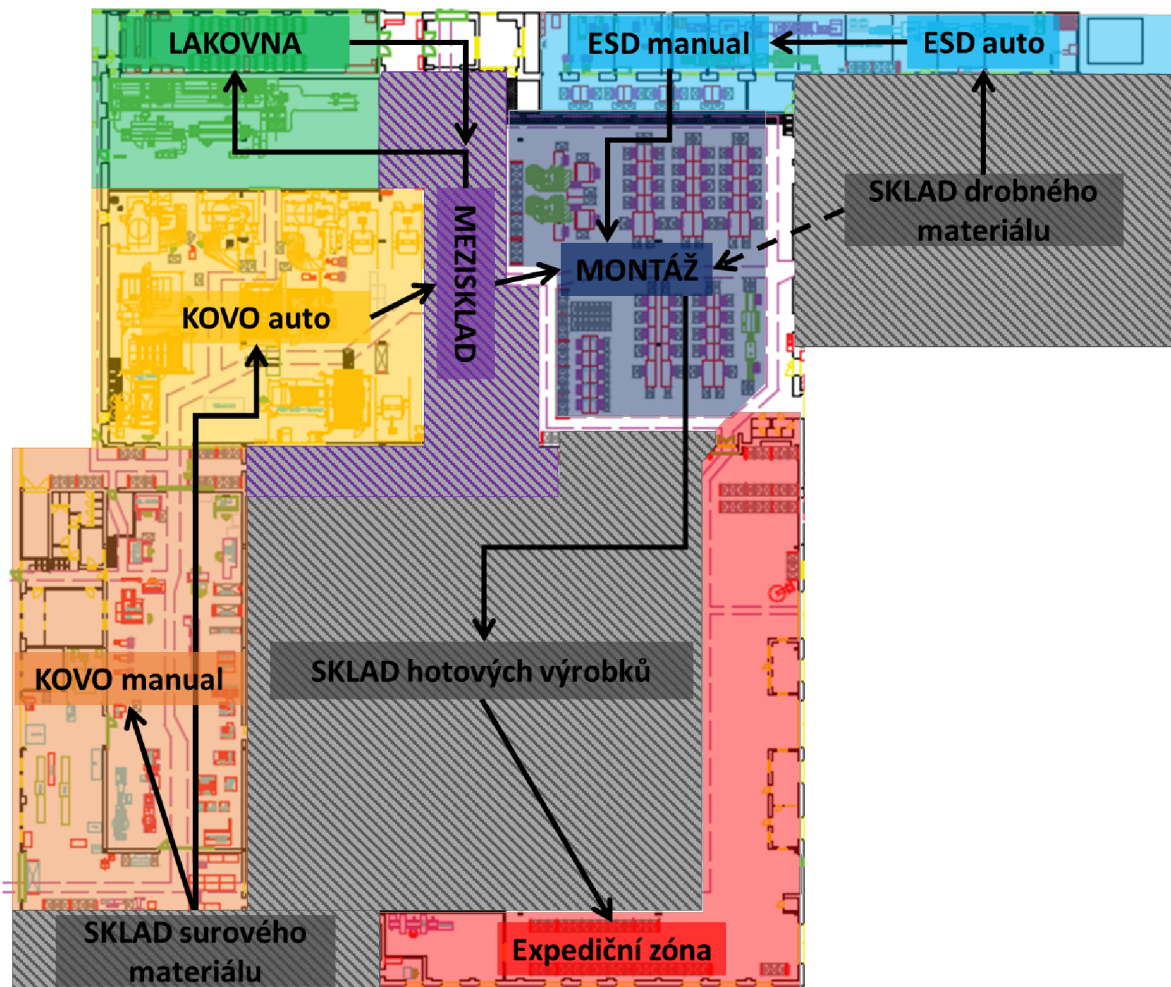 LAKOVNA
ESD manual
ESD auto
SKLAD drobného
materiálu
MEZISKLAD
MONTÁŽ
KOVO auto
KOVO manual
SKLAD hotových výrobků
SKLAD surového
materiálu
Expediční zóna